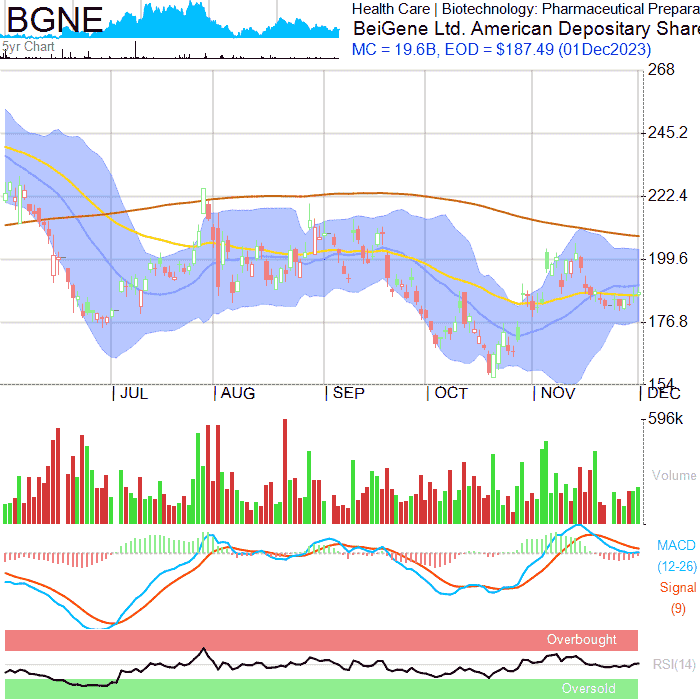 BGNE
5yr Chart
Health Care | Biotechnology: Pharmaceutical Prepara
BeiGene Ltd. American Depositary Share
MC = 19.6B, EOD = $187.49 (01Dec2023)
268
245.2
222.4
199.6
176.8
154
JUL
AUG
SEP
OCT
NOV
DEC
596k
Volume
MACD
(12-26)
Signal
(9)
Overbought
RSI(14)
Oversold